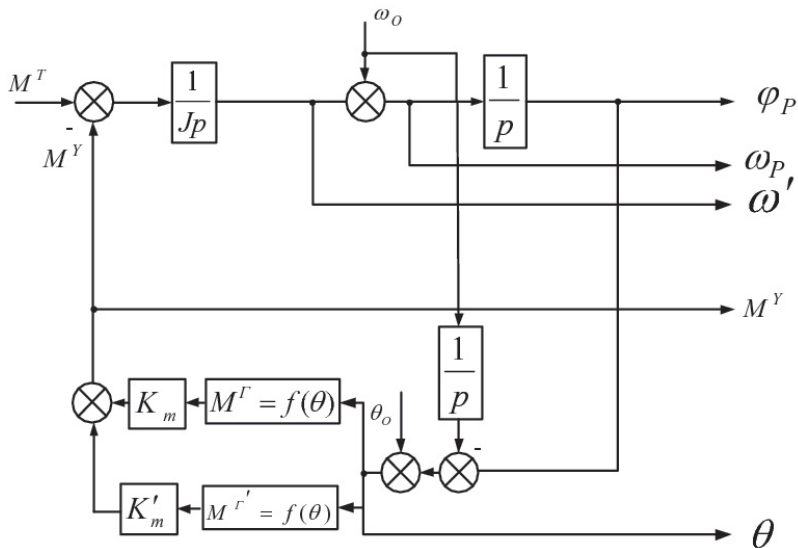 ω_O
M^T
1/Jp
1/p
φ_P
-
M^Y
ω_P
ω'
M^Y
1/p
K_m
M^Γ = f(θ)
θ_O
-
K'_m
M^Γ' = f(θ)
θ